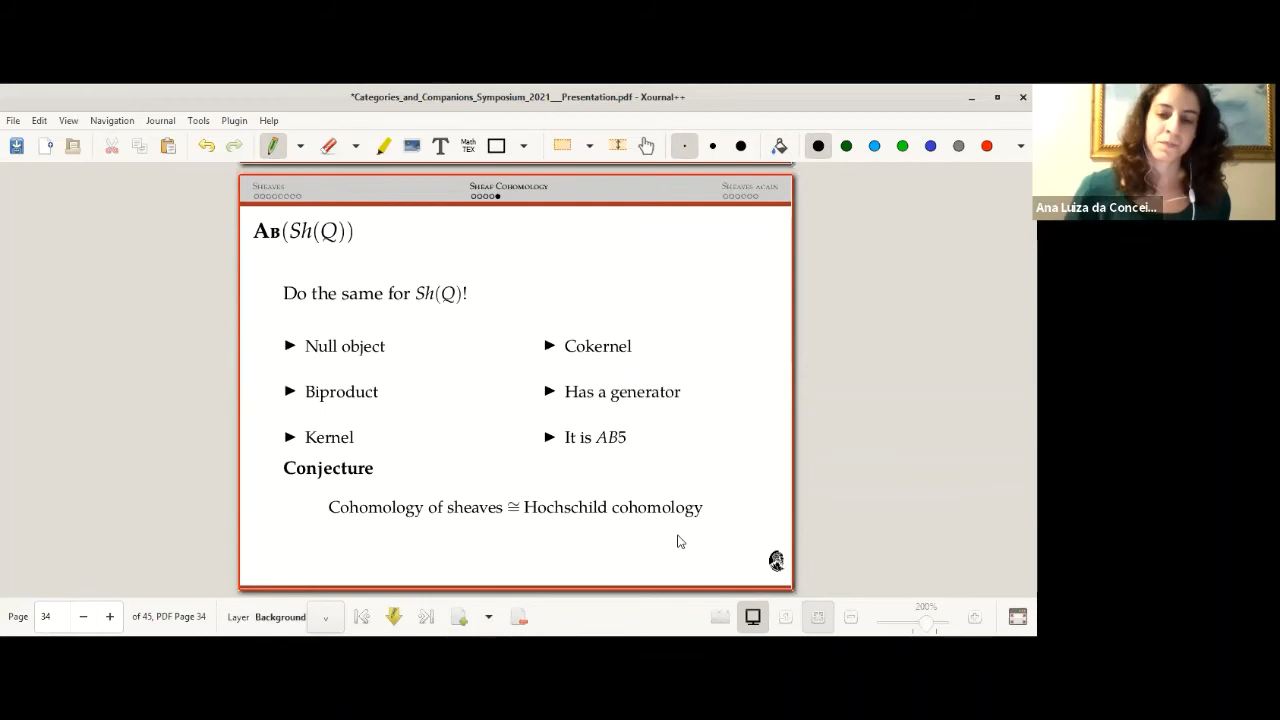 *Categories_and_Companions_Symposium_2021__Presentation.pdf - Xournal++
File Edit View Navigation Journal Tools Plugin Help
T Math TEX
Sheaves Sheaf Cohomology Sheaves again
Ab(Sh(Q))
Do the same for Sh(Q)!
► Null object ► Cokernel
► Biproduct ► Has a generator
► Kernel ► It is AB5
Conjecture
Cohomology of sheaves ≅ Hochschild cohomology
Page 34 of 45, PDF Page 34 Layer Background 200%
Ana Luiza da Concei...